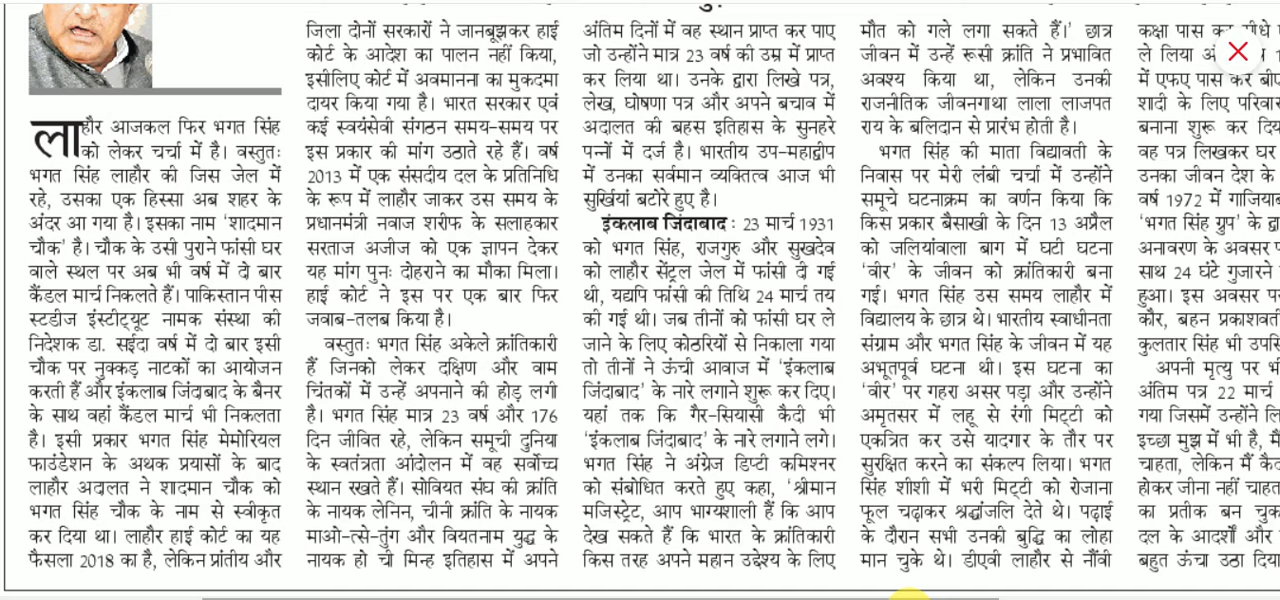 लाहौर आजकल फिर भगत सिंह
को लेकर चर्चा में है। वस्तुतः
भगत सिंह लाहौर की जिस जेल में
रहे, उसका एक हिस्सा अब शहर के
अंदर आ गया है। इसका नाम ‘शादमान
चौक’ है। चौक के उसी पुराने फांसी घर
वाले स्थल पर अब भी वर्ष में दो बार
कैंडल मार्च निकलते हैं। पाकिस्तान पीस
स्टडीज इंस्टीट्यूट नामक संस्था की
निदेशक डा. सईदा वर्ष में दो बार इसी
चौक पर नुक्कड़ नाटकों का आयोजन
करती हैं और इंकलाब जिंदाबाद के बैनर
के साथ वहां कैंडल मार्च भी निकलता
है। इसी प्रकार भगत सिंह मेमोरियल
फाउंडेशन के अथक प्रयासों के बाद
लाहौर अदालत ने शादमान चौक को
भगत सिंह चौक के नाम से स्वीकृत
कर दिया था। लाहौर हाई कोर्ट का यह
फैसला 2018 का है, लेकिन प्रांतीय और
जिला दोनों सरकारों ने जानबूझकर हाई
कोर्ट के आदेश का पालन नहीं किया,
इसीलिए कोर्ट में अवमानना का मुकदमा
दायर किया गया है। भारत सरकार एवं
कई स्वयंसेवी संगठन समय-समय पर
इस प्रकार की मांग उठाते रहे हैं। वर्ष
2013 में एक संसदीय दल के प्रतिनिधि
के रूप में लाहौर जाकर उस समय के
प्रधानमंत्री नवाज शरीफ के सलाहकार
सरताज अजीज को एक ज्ञापन देकर
यह मांग पुनः दोहराने का मौका मिला।
हाई कोर्ट ने इस पर एक बार फिर
जवाब-तलब किया है।
वस्तुतः भगत सिंह अकेले क्रांतिकारी
हैं जिनको लेकर दक्षिण और वाम
चिंतकों में उन्हें अपनाने की होड़ लगी
है। भगत सिंह मात्र 23 वर्ष और 176
दिन जीवित रहे, लेकिन समूची दुनिया
के स्वतंत्रता आंदोलन में वह सर्वोच्च
स्थान रखते हैं। सोवियत संघ की क्रांति
के नायक लेनिन, चीनी क्रांति के नायक
माओ-त्से-तुंग और वियतनाम युद्ध के
नायक हो ची मिन्ह इतिहास में अपने
अंतिम दिनों में वह स्थान प्राप्त कर पाए
जो उन्होंने मात्र 23 वर्ष की उम्र में प्राप्त
कर लिया था। उनके द्वारा लिखे पत्र,
लेख, घोषणा पत्र और अपने बचाव में
अदालत की बहस इतिहास के सुनहरे
पन्नों में दर्ज है। भारतीय उप-महाद्वीप
में उनका सर्वमान व्यक्तित्व आज भी
सुर्खियां बटोरे हुए है।
इंकलाब जिंदाबाद : 23 मार्च 1931
को भगत सिंह, राजगुरु और सुखदेव
को लाहौर सेंट्रल जेल में फांसी दी गई
थी, यद्यपि फांसी की तिथि 24 मार्च तय
की गई थी। जब तीनों को फांसी घर ले
जाने के लिए कोठरियों से निकाला गया
तो तीनों ने ऊंची आवाज में ‘इंकलाब
जिंदाबाद’ के नारे लगाने शुरू कर दिए।
यहां तक कि गैर-सियासी कैदी भी
‘इंकलाब जिंदाबाद’ के नारे लगाने लगे।
भगत सिंह ने अंग्रेज डिप्टी कमिश्नर
को संबोधित करते हुए कहा, ‘श्रीमान
मजिस्ट्रेट, आप भाग्यशाली हैं कि आप
देख सकते हैं कि भारत के क्रांतिकारी
किस तरह अपने महान उद्देश्य के लिए
मौत को गले लगा सकते हैं।’ छात्र
जीवन में उन्हें रूसी क्रांति ने प्रभावित
अवश्य किया था, लेकिन उनकी
राजनीतिक जीवनगाथा लाला लाजपत
राय के बलिदान से प्रारंभ होती है।
भगत सिंह की माता विद्यावती के
निवास पर मेरी लंबी चर्चा में उन्होंने
समूचे घटनाक्रम का वर्णन किया कि
किस प्रकार बैसाखी के दिन 13 अप्रैल
को जलियांवाला बाग में घटी घटना
‘वीर’ के जीवन को क्रांतिकारी बना
गई। भगत सिंह उस समय लाहौर में
विद्यालय के छात्र थे। भारतीय स्वाधीनता
संग्राम और भगत सिंह के जीवन में यह
अभूतपूर्व घटना थी। इस घटना का
‘वीर’ पर गहरा असर पड़ा और उन्होंने
अमृतसर में लहू से रंगी मिट्टी को
एकत्रित कर उसे यादगार के तौर पर
सुरक्षित करने का संकल्प लिया। भगत
सिंह शीशी में भरी मिट्टी को रोजाना
फूल चढ़ाकर श्रद्धांजलि देते थे। पढ़ाई
के दौरान सभी उनकी बुद्धि का लोहा
मान चुके थे। डीएवी लाहौर से नौंवी
कक्षा पास
ले लिया
में एफए पास कर
शादी के लिए परिवार
बनाना शुरू कर
वह पत्र लिखकर घर
उनका जीवन देश के
वर्ष 1972 में
‘भगत सिंह ग्रुप’ के
अनावरण के अवसर
साथ 24 घंटे गुजारने
हुआ। इस अवसर
कौर, बहन
कुलतार सिंह भी
अपनी मृत्यु पर
अंतिम पत्र 22 मार्च
गया जिसमें उन्होंने
इच्छा मुझ में भी है,
चाहता, लेकिन मैं
होकर जीना नहीं
का प्रतीक बन
दल के आदर्शों और
बहुत ऊंचा उठा